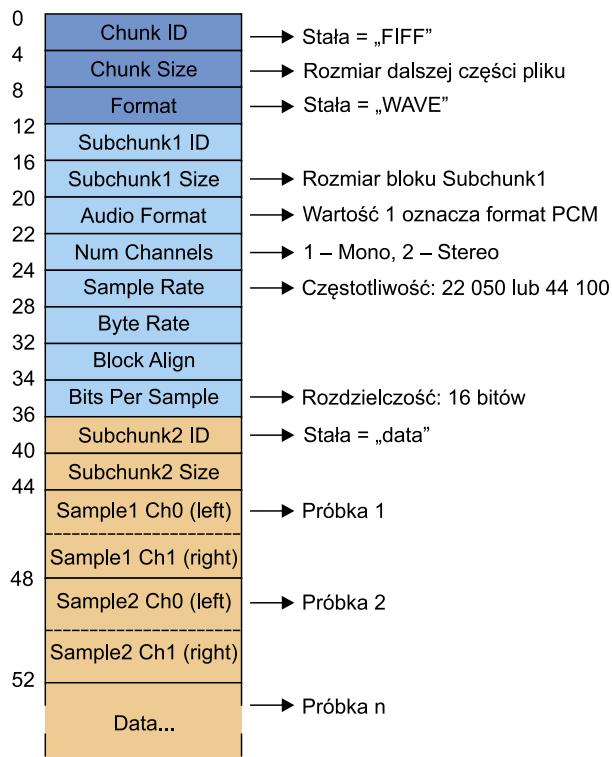 0
Chunk ID → Stała = „FIFF”
4
Chunk Size → Rozmiar dalszej części pliku
8
Format → Stała = „WAVE”
12
Subchunk1 ID
16
Subchunk1 Size → Rozmiar bloku Subchunk1
20
Audio Format → Wartość 1 oznacza format PCM
22
Num Channels → 1 – Mono, 2 – Stereo
24
Sample Rate → Częstotliwość: 22 050 lub 44 100
28
Byte Rate
32
Block Align
34
Bits Per Sample → Rozdzielczość: 16 bitów
36
Subchunk2 ID → Stała = „data”
40
Subchunk2 Size
44
Sample1 Ch0 (left) → Próbka 1
Sample1 Ch1 (right)
48
Sample2 Ch0 (left) → Próbka 2
Sample2 Ch1 (right)
52
Data... → Próbka n